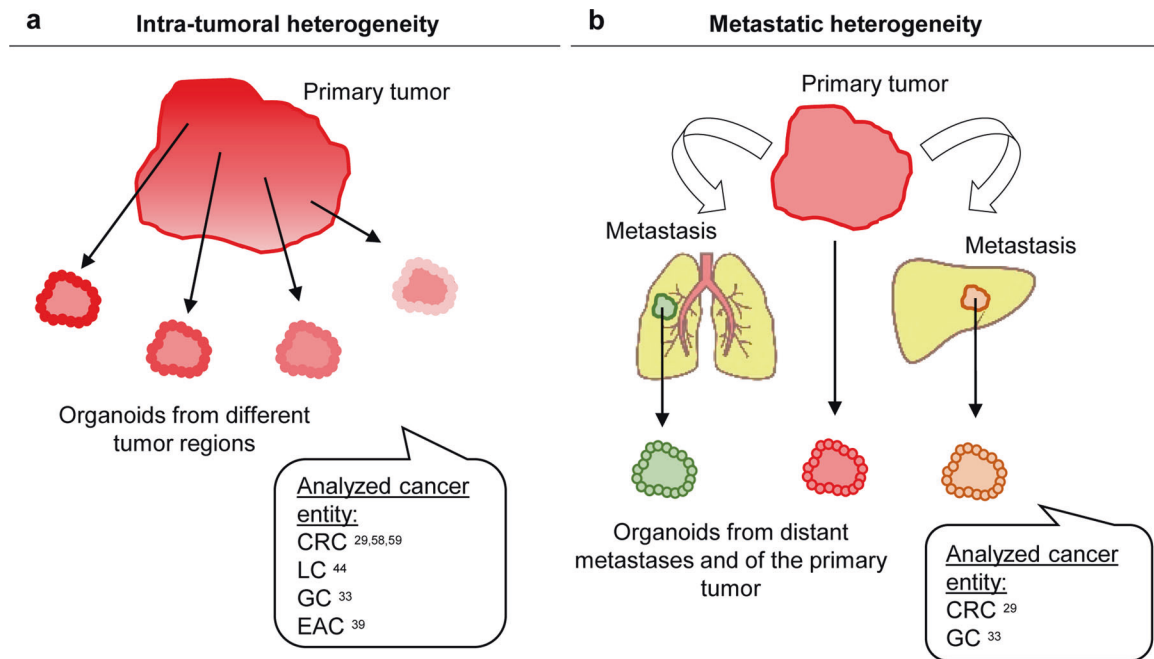 a Intra-tumoral heterogeneity
Primary tumor
Organoids from different
tumor regions
Analyzed cancer
entity:
CRC 29,58,59
LC 44
GC 33
EAC 39
b Metastatic heterogeneity
Primary tumor
Metastasis
Metastasis
Organoids from distant
metastases and of the primary
tumor
Analyzed cancer
entity:
CRC 29
GC 33